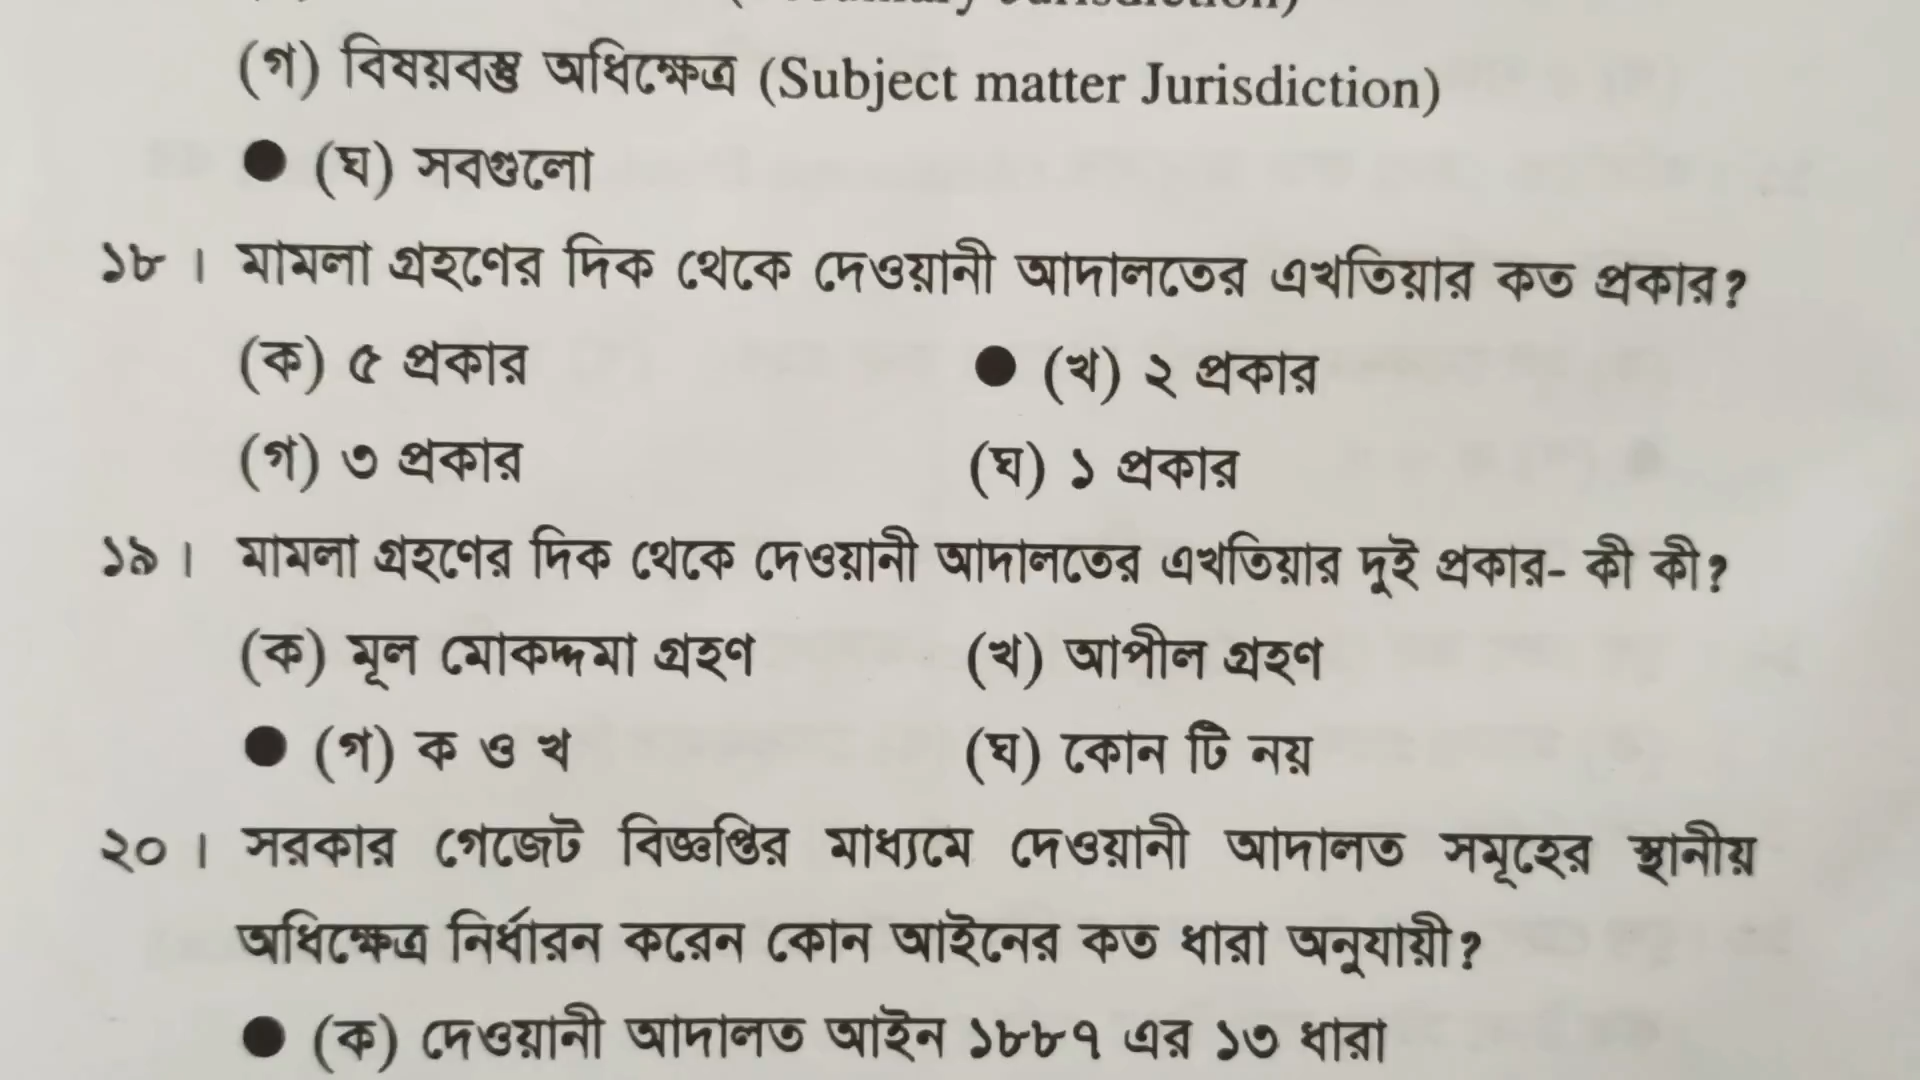 (গ) বিষয়বস্তু অধিক্ষেত্র (Subject matter Jurisdiction)
● (ঘ) সবগুলো
১৮। মামলা গ্রহণের দিক থেকে দেওয়ানী আদালতের এখতিয়ার কত প্রকার?
(ক) ৫ প্রকার ● (খ) ২ প্রকার
(গ) ৩ প্রকার (ঘ) ১ প্রকার
১৯। মামলা গ্রহণের দিক থেকে দেওয়ানী আদালতের এখতিয়ার দুই প্রকার- কী কী?
(ক) মূল মোকদ্দমা গ্রহণ (খ) আপীল গ্রহণ
● (গ) ক ও খ (ঘ) কোন টি নয়
২০। সরকার গেজেট বিজ্ঞপ্তির মাধ্যমে দেওয়ানী আদালত সমূহের স্থানীয়
অধিক্ষেত্র নির্ধারন করেন কোন আইনের কত ধারা অনুযায়ী?
● (ক) দেওয়ানী আদালত আইন ১৮৮৭ এর ১৩ ধারা